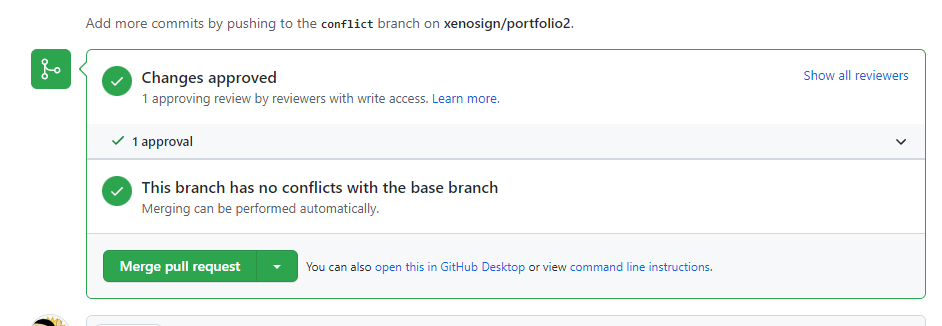 Add more commits by pushing to the conflict branch on xenosign/portfolio2.
Changes approved
Show all reviewers
1 approving review by reviewers with write access. Learn more.
1 approval
This branch has no conflicts with the base branch
Merging can be performed automatically.
Merge pull request
You can also open this in GitHub Desktop or view command line instructions.